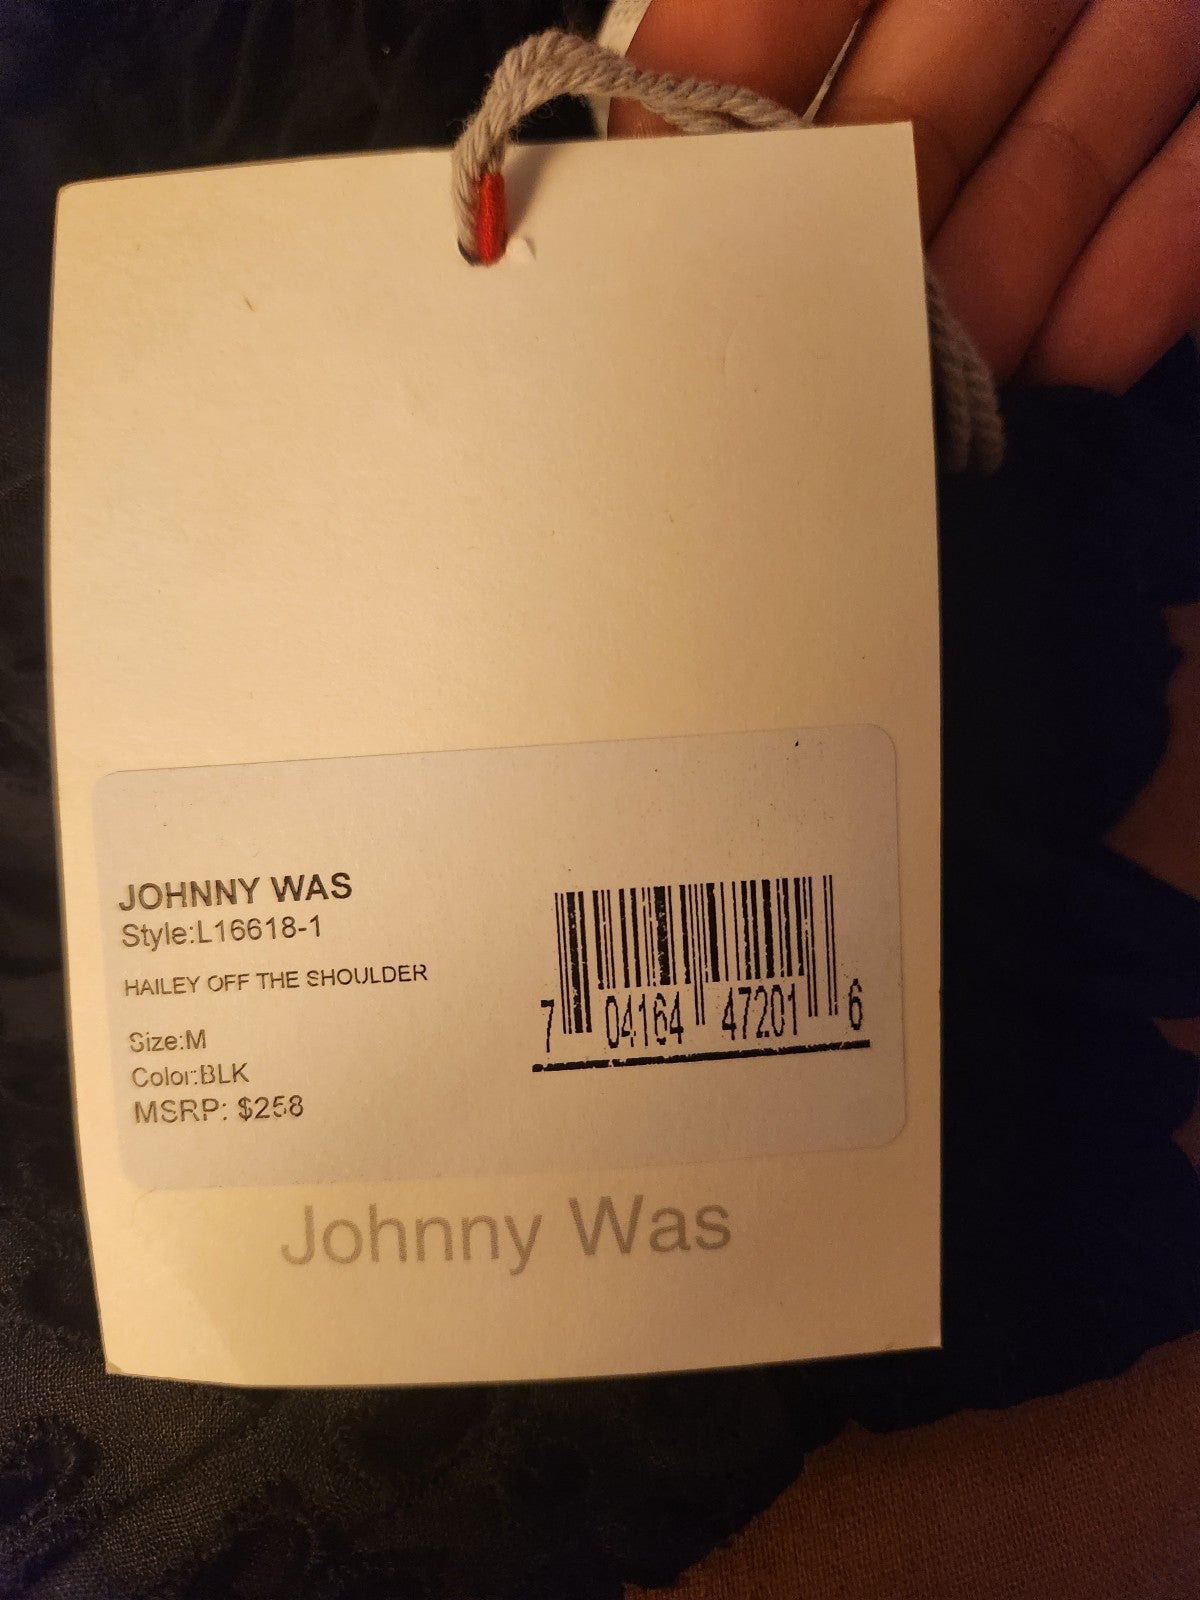 JOHNNY WAS
Style:L16618-1
HAILEY OFF THE SHOULDER
Size:M
Color:BLK
MSRP: $258
7 04164 47201 6
Johnny Was